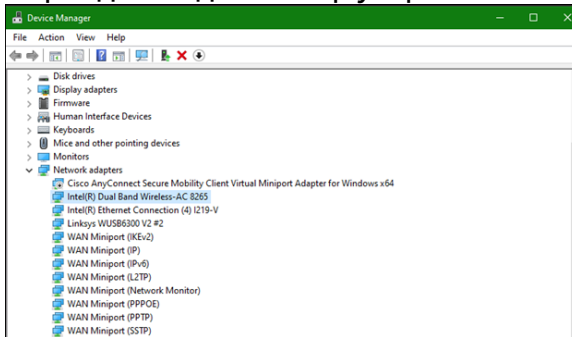 Device Manager
File Action View Help
Disk drives
Display adapters
Firmware
Human Interface Devices
Keyboards
Mice and other pointing devices
Monitors
Network adapters
Cisco AnyConnect Secure Mobility Client Virtual Miniport Adapter for Windows x64
Intel(R) Dual Band Wireless-AC 8265
Intel(R) Ethernet Connection (4) I219-V
Linksys WUSB6300 V2 #2
WAN Miniport (IKEv2)
WAN Miniport (IP)
WAN Miniport (IPv6)
WAN Miniport (L2TP)
WAN Miniport (Network Monitor)
WAN Miniport (PPPOE)
WAN Miniport (PPTP)
WAN Miniport (SSTP)